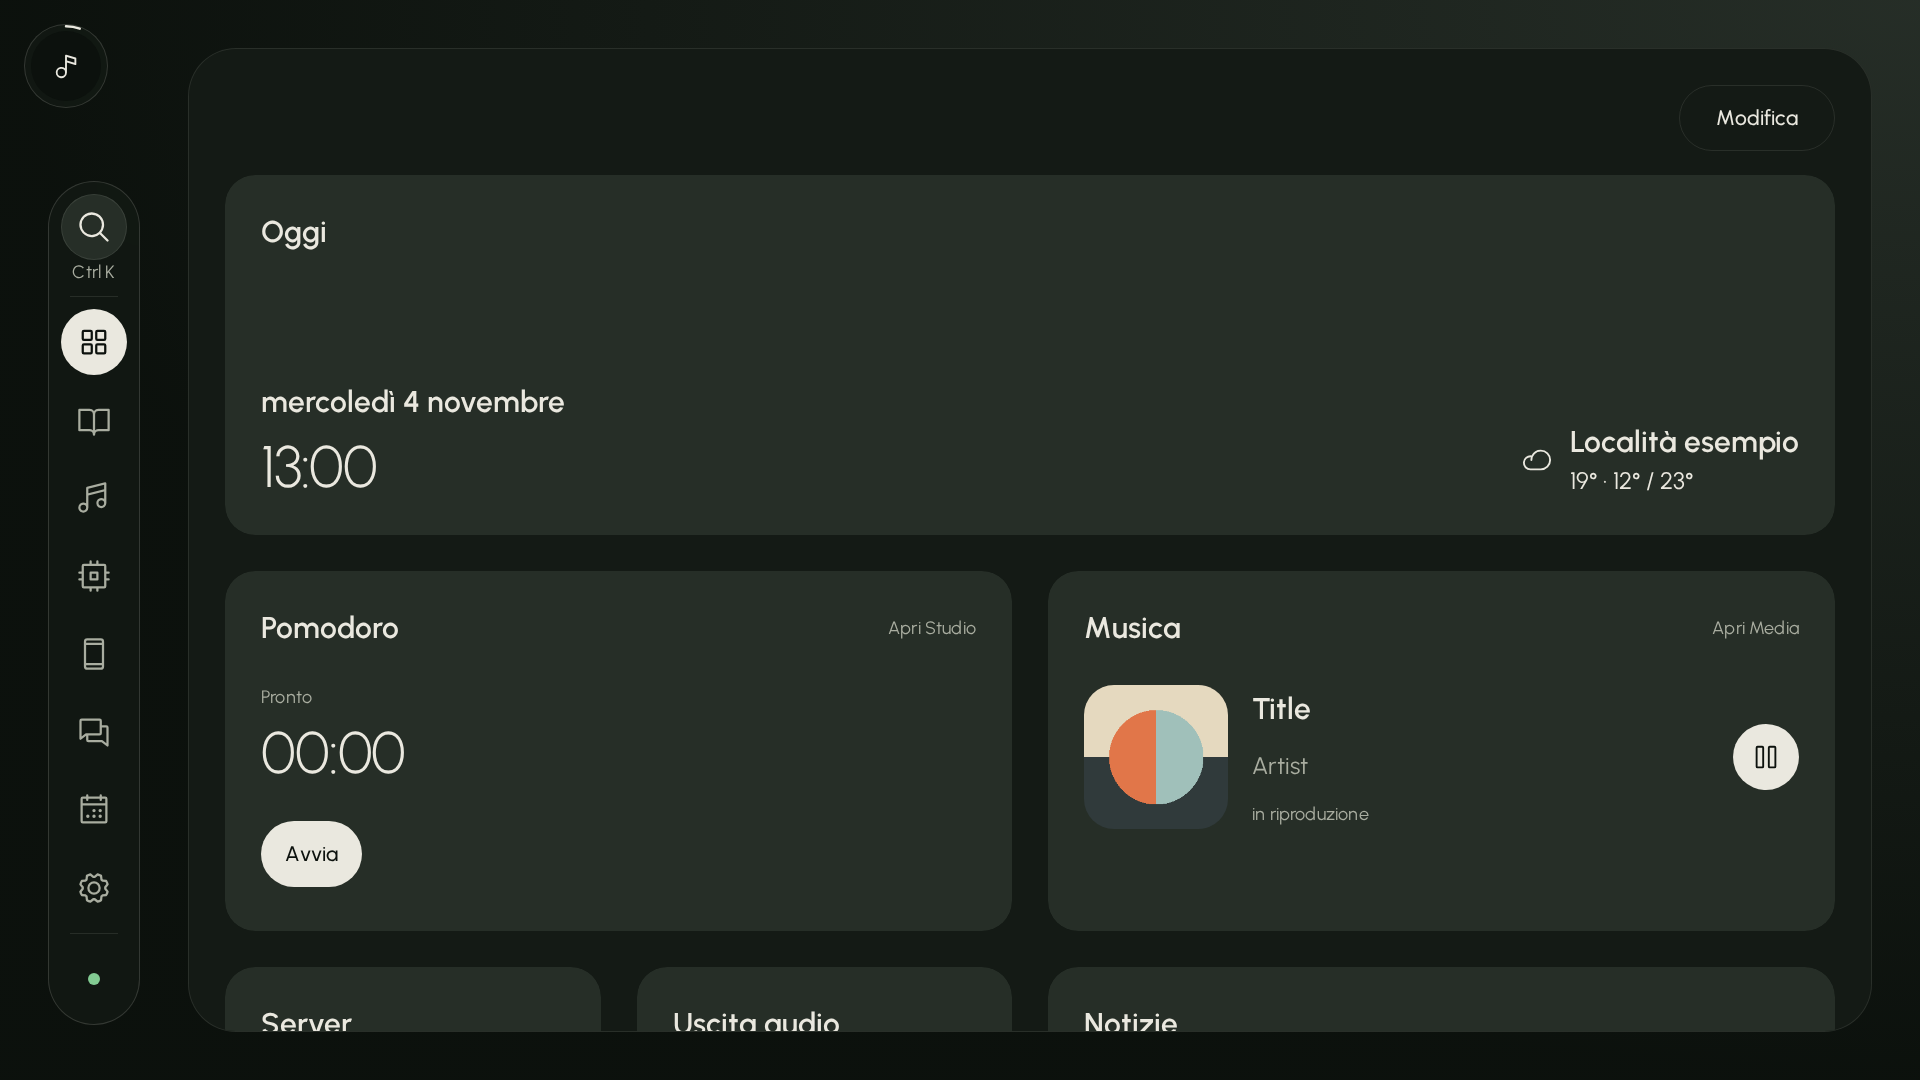 Modifica
Ctrl K
Oggi
mercoledì 4 novembre
13:00
Località esempio
19° · 12° / 23°
Pomodoro
Apri Studio
Pronto
00:00
Avvia
Musica
Apri Media
Title
Artist
in riproduzione
Server
Uscita audio
Notizie